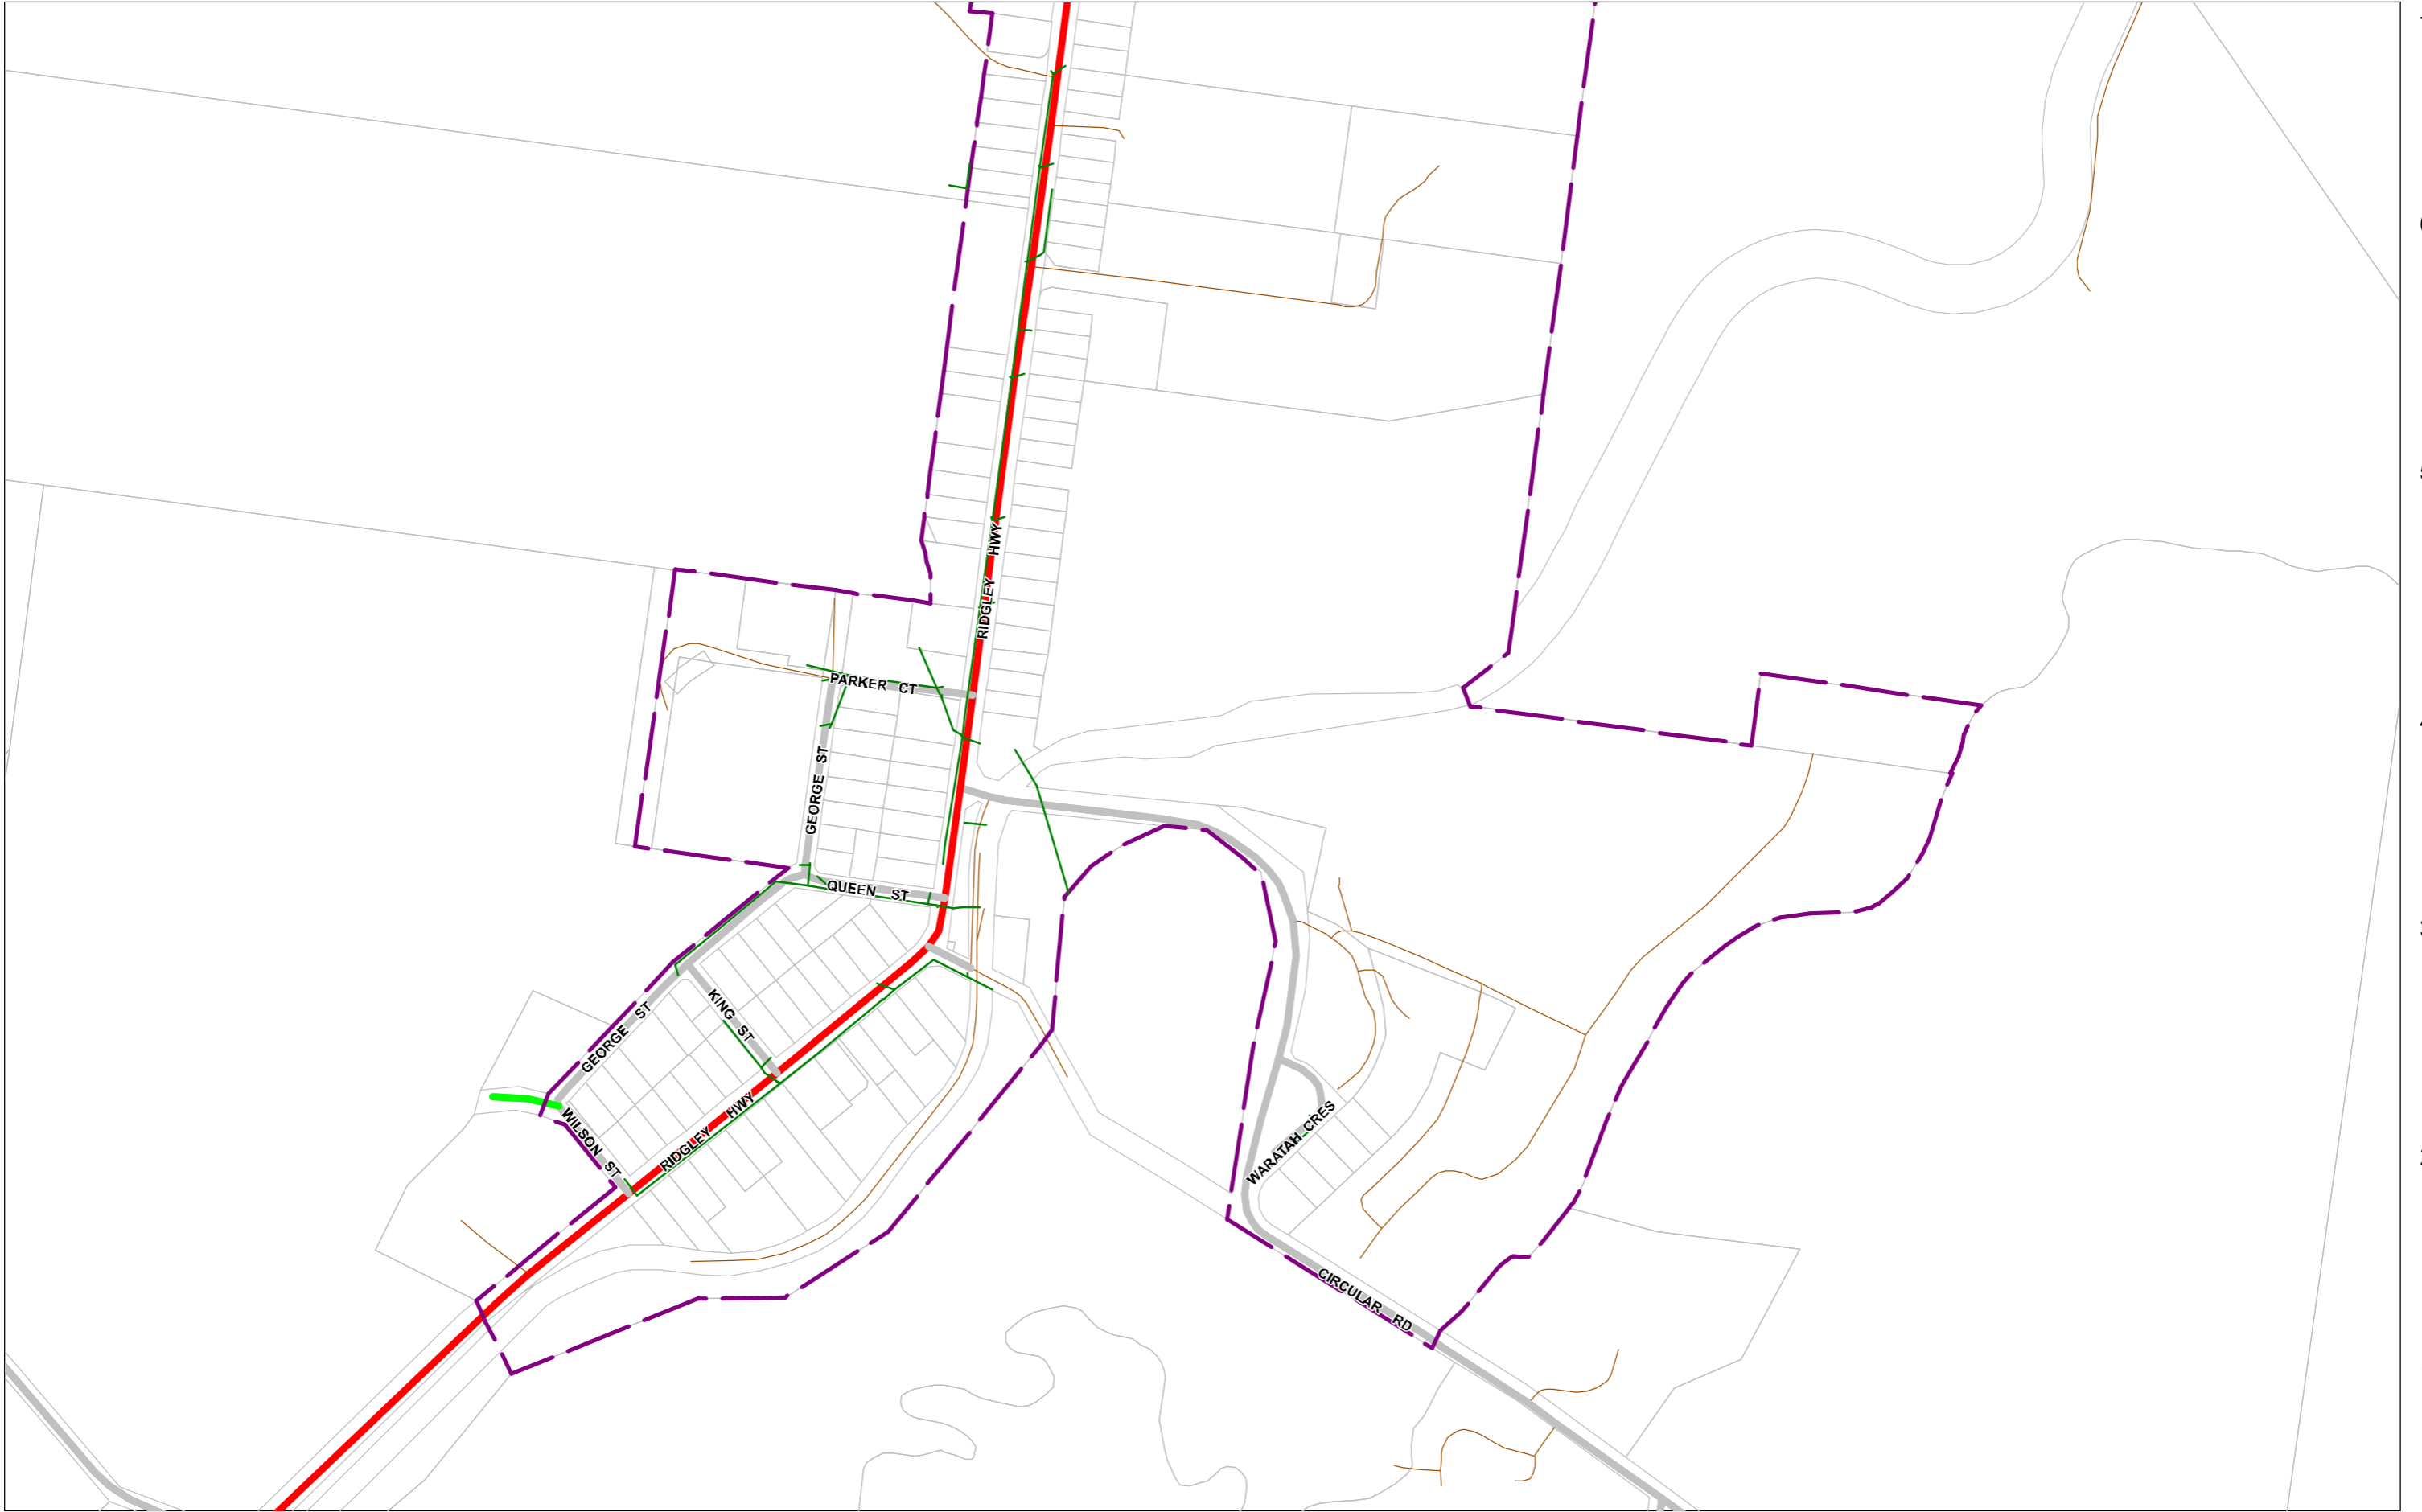 RIDGLEY HWY
PARKER CT
GEORGE ST
QUEEN ST
KING ST
GEORGE ST
WILSON ST
RIDGLEY HWY
WARATAH CRES
CIRCULAR RD